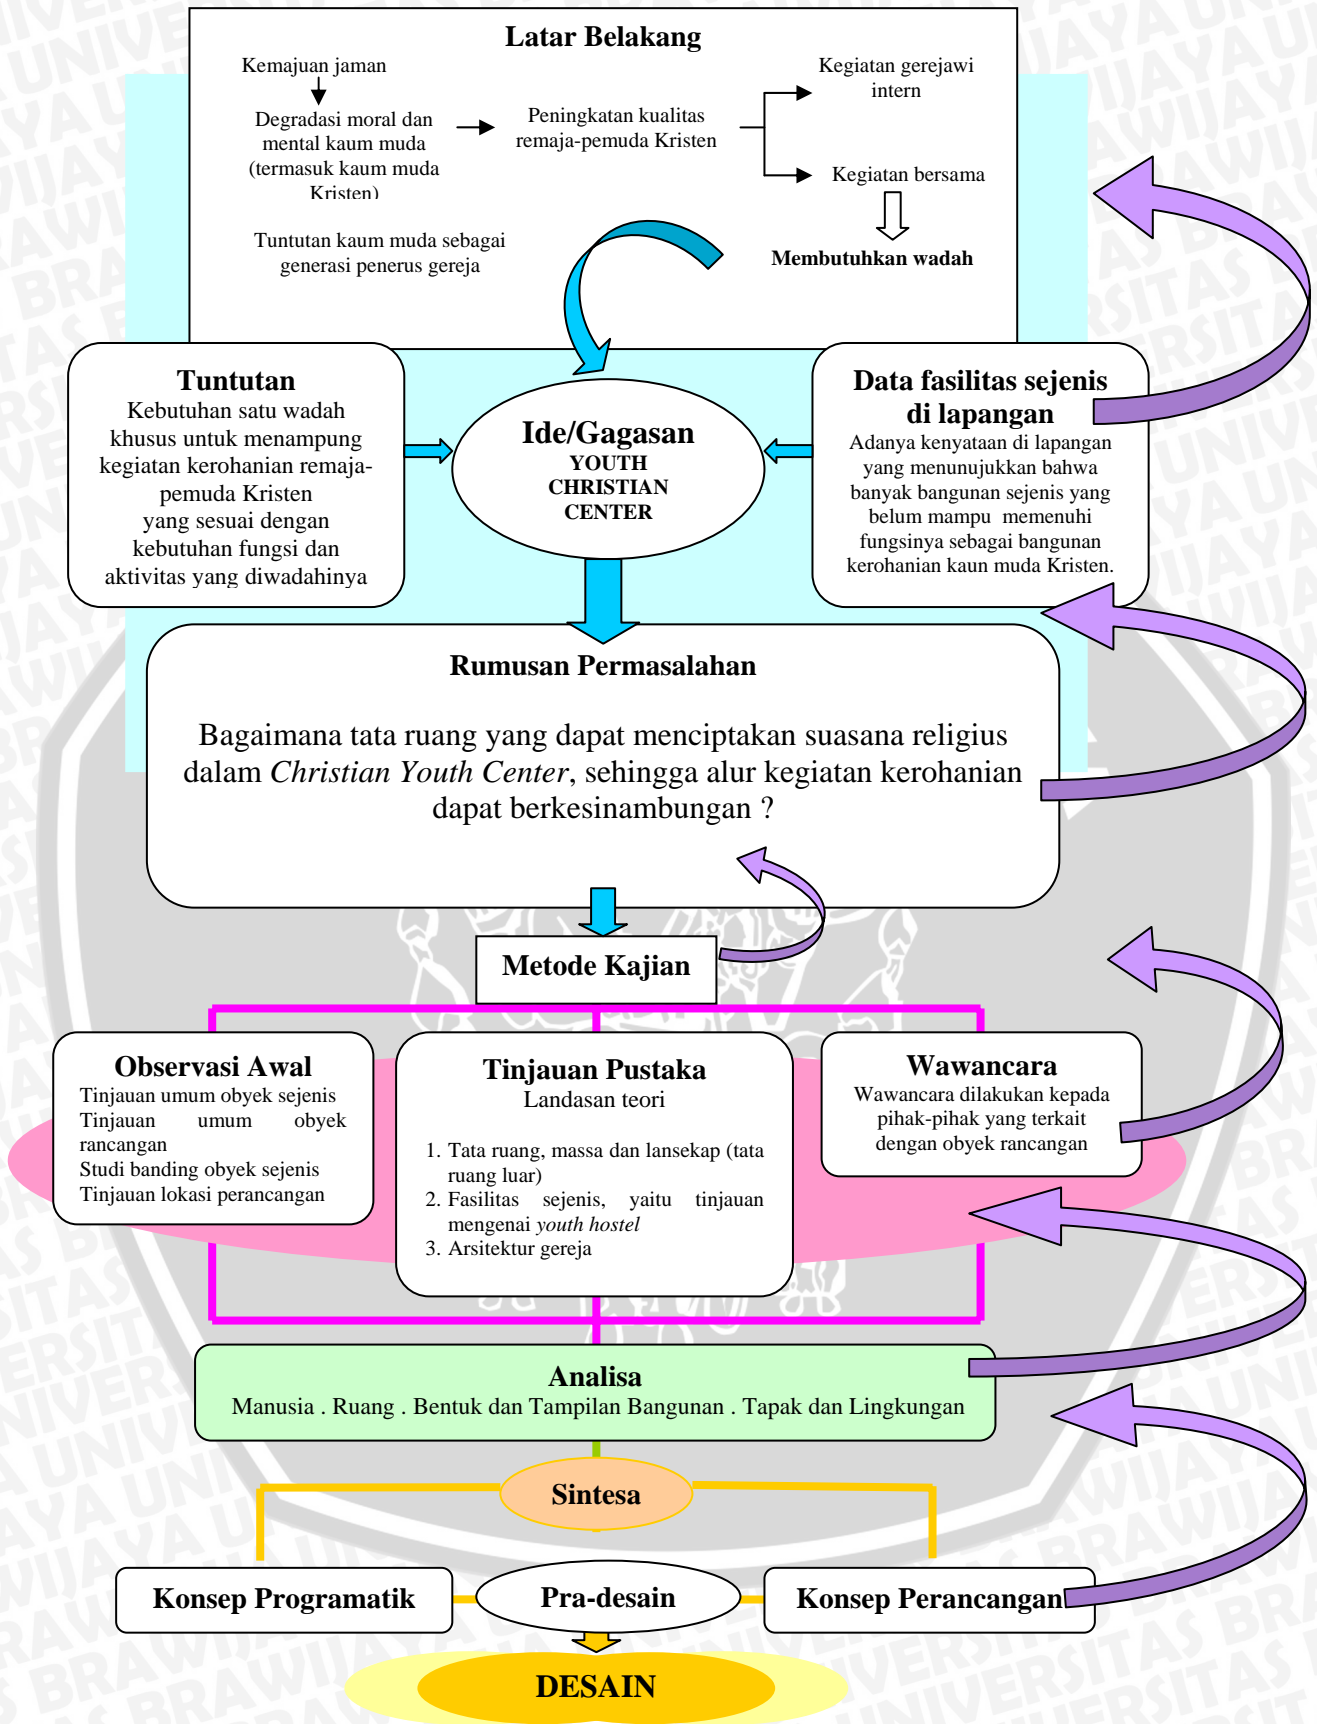 Latar Belakang
Kemajuan jaman
Degradasi moral dan
mental kaum muda
(termasuk kaum muda
Kristen)
Peningkatan kualitas
remaja-pemuda Kristen
Kegiatan gerejawi
intern
Kegiatan bersama
Membutuhkan wadah
Tuntutan kaum muda sebagai
generasi penerus gereja
Tuntutan
Kebutuhan satu wadah
khusus untuk menampung
kegiatan kerohanian remaja-
pemuda Kristen
yang sesuai dengan
kebutuhan fungsi dan
aktivitas yang diwadahinya
Ide/Gagasan
YOUTH
CHRISTIAN
CENTER
Data fasilitas sejenis
di lapangan
Adanya kenyataan di lapangan
yang menunujukkan bahwa
banyak bangunan sejenis yang
belum mampu memenuhi
fungsinya sebagai bangunan
kerohanian kaun muda Kristen.
Rumusan Permasalahan
Bagaimana tata ruang yang dapat menciptakan suasana religius
dalam Christian Youth Center, sehingga alur kegiatan kerohanian
dapat berkesinambungan ?
Metode Kajian
Observasi Awal
Tinjauan umum obyek sejenis
Tinjauan umum obyek
rancangan
Studi banding obyek sejenis
Tinjauan lokasi perancangan
Tinjauan Pustaka
Landasan teori
1. Tata ruang, massa dan lansekap (tata
ruang luar)
2. Fasilitas sejenis, yaitu tinjauan
mengenai youth hostel
3. Arsitektur gereja
Wawancara
Wawancara dilakukan kepada
pihak-pihak yang terkait
dengan obyek rancangan
Analisa
Manusia . Ruang . Bentuk dan Tampilan Bangunan . Tapak dan Lingkungan
Sintesa
Konsep Programatik
Pra-desain
Konsep Perancangan
DESAIN